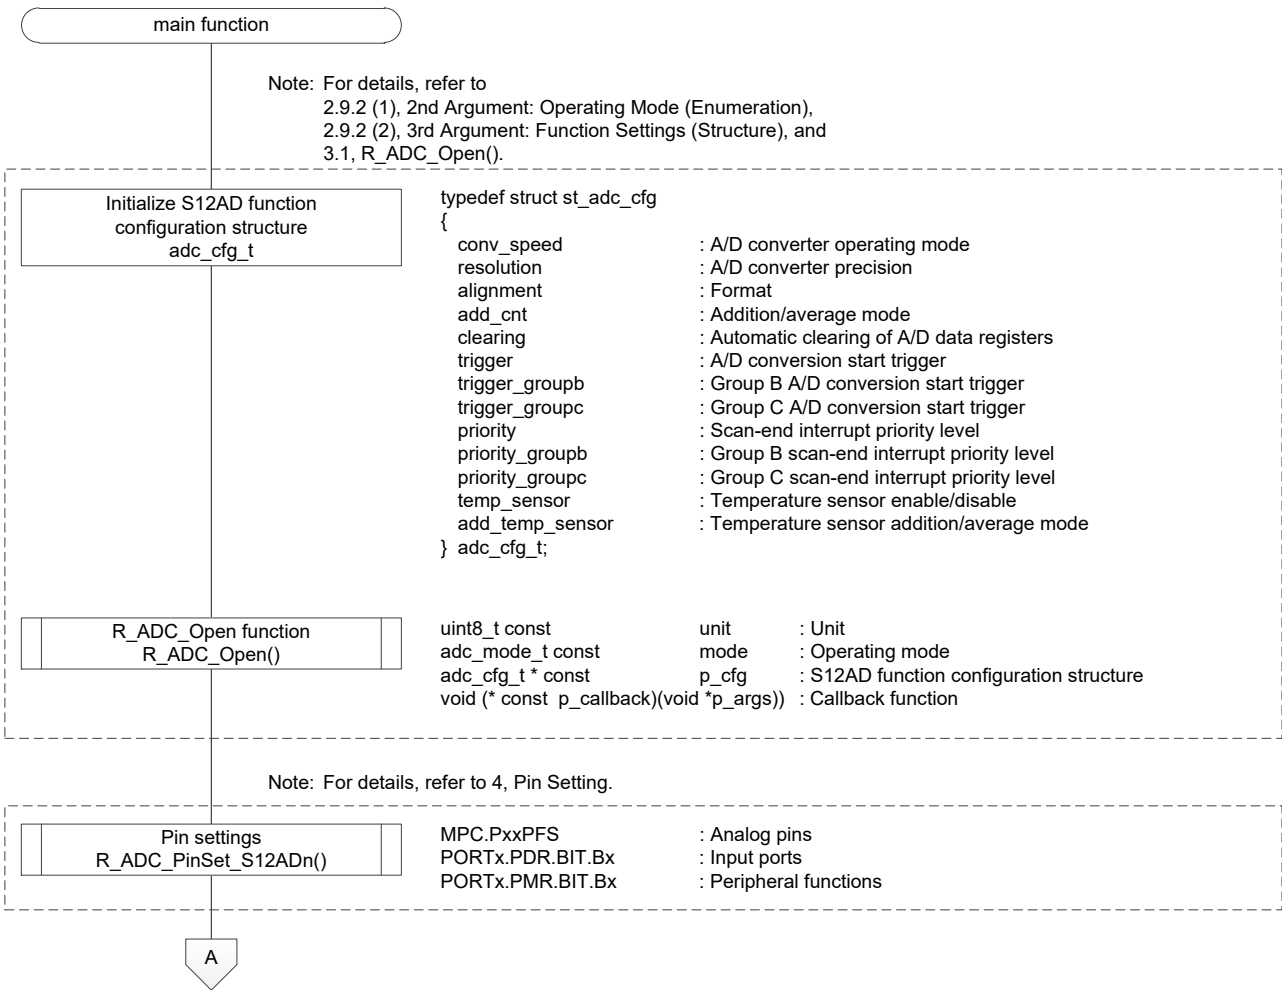 main function
Note: For details, refer to
2.9.2 (1), 2nd Argument: Operating Mode (Enumeration),
2.9.2 (2), 3rd Argument: Function Settings (Structure), and
3.1, R_ADC_Open().
Initialize S12AD function
configuration structure
adc_cfg_t
typedef struct st_adc_cfg
{
conv_speed : A/D converter operating mode
resolution : A/D converter precision
alignment : Format
add_cnt : Addition/average mode
clearing : Automatic clearing of A/D data registers
trigger : A/D conversion start trigger
trigger_groupb : Group B A/D conversion start trigger
trigger_groupc : Group C A/D conversion start trigger
priority : Scan-end interrupt priority level
priority_groupb : Group B scan-end interrupt priority level
priority_groupc : Group C scan-end interrupt priority level
temp_sensor : Temperature sensor enable/disable
add_temp_sensor : Temperature sensor addition/average mode
} adc_cfg_t;
R_ADC_Open function
R_ADC_Open()
uint8_t const unit : Unit
adc_mode_t const mode : Operating mode
adc_cfg_t * const p_cfg : S12AD function configuration structure
void (* const p_callback)(void *p_args)) : Callback function
Note: For details, refer to 4, Pin Setting.
Pin settings
R_ADC_PinSet_S12ADn()
MPC.PxxPFS : Analog pins
PORTx.PDR.BIT.Bx : Input ports
PORTx.PMR.BIT.Bx : Peripheral functions
A